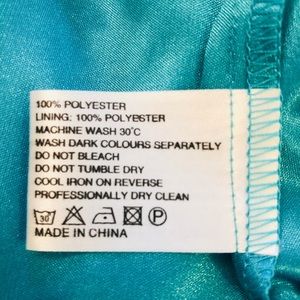 100% POLYESTER
LINING: 100% POLYESTER
MACHINE WASH 30°C
WASH DARK COLOURS SEPARATELY
DO NOT BLEACH
DO NOT TUMBLE DRY
COOL IRON ON REVERSE
PROFESSIONALLY DRY CLEAN
30 P
MADE IN CHINA